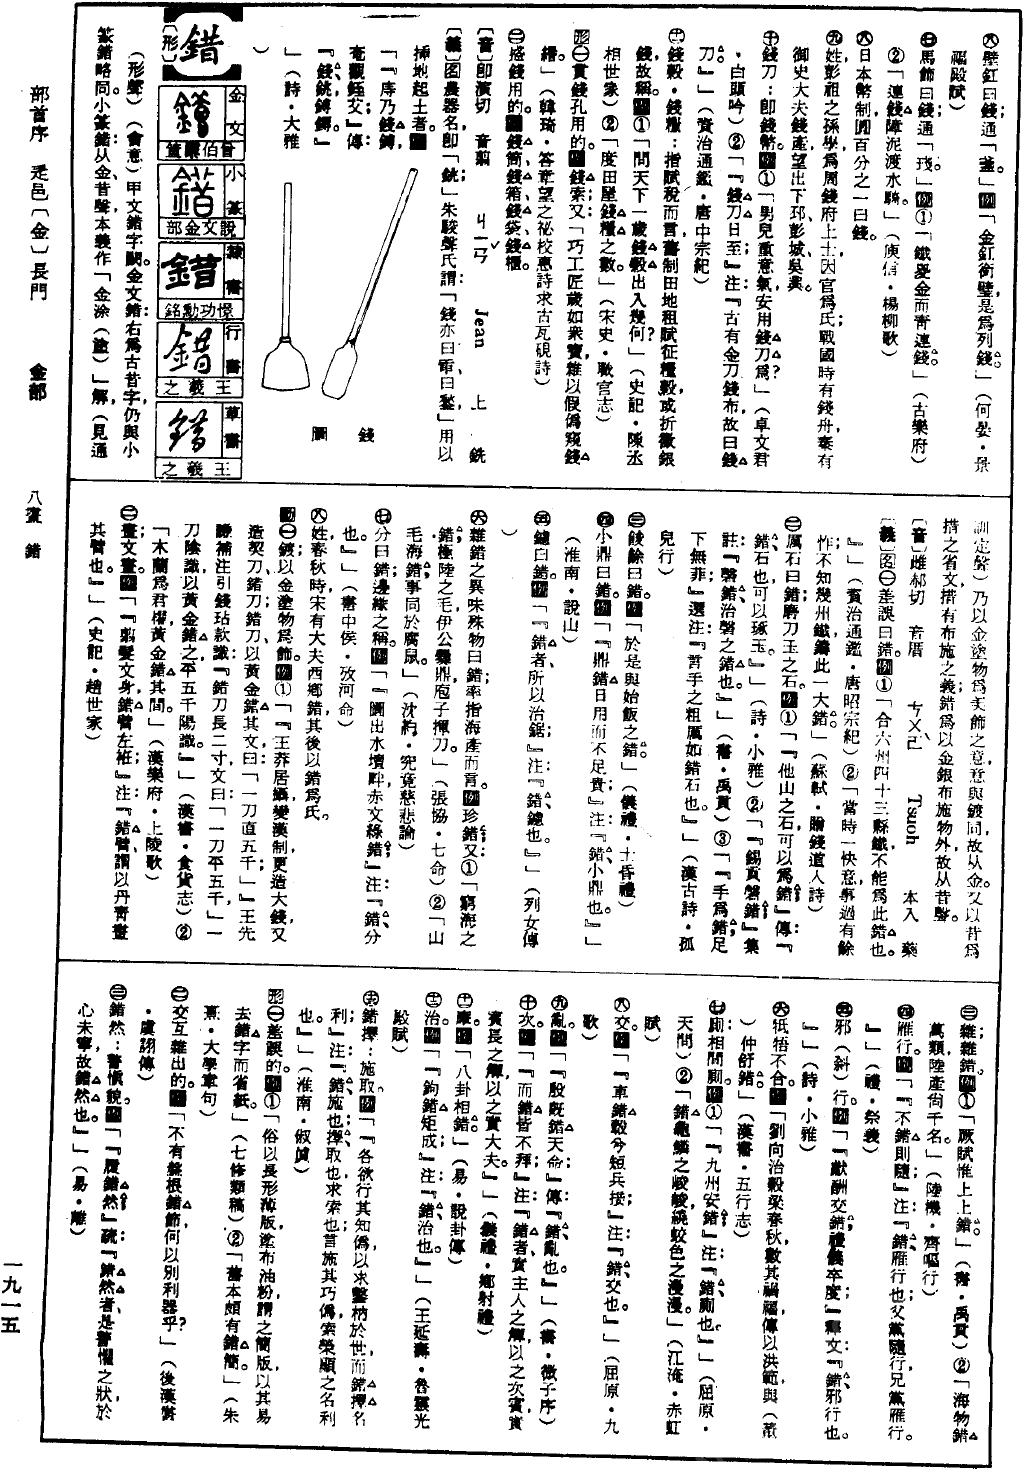 ㊇壁釭曰錢;通「釜。」例「金釭銜璧,是爲列錢。」(何晏・景
福殿賦)
㊆馬飾曰錢,通「㦮。」例①「鐵愛金而靑連錢。」(古樂府)
②「連錢障泥渡水騎」(庾信・楊柳歌)
㊇日本幣制,圓百分之一曰錢。
㊈姓,彭祖之孫學爲周錢府上士,因官爲氏;戰國時有錢丹,秦有
御史大夫錢產。望出下邳,彭城,吳興。
㊉錢刀:卽錢幣。例①「男兒重意氣,安用錢刀爲?」(卓文君
・白頭吟)②「『錢刀日至』注『古有金刀錢布,故曰錢
刀。』」(資治通鑑・唐中宗紀)
錢穀・錢糧:指賦稅而言;舊制田地租賦征糧穀或折徵銀
錢,故稱。例①「問天下一歲錢穀出入幾何?」(史記・陳丞
相世家)②「度田屋錢糧之數。」(宋史・職官志)
形㊀貫錢孔用的。例錢索;又「巧工匠歲如衆寶,難以假僞窺錢
繦」(韓琦・答章望之祕校惠詩求古瓦硯詩)
㊁盛錢用的。例錢筒,錢箱,錢袋,錢櫃。
〔音〕卽演切 音翦 ㄐㄧㄢˇ Jean 上 銑
〔義〕名農器名,卽「銚」;朱駿聲氏謂:「錢亦曰臿曰鍫」,用以
插地起土者。例
「『庤乃錢鎛,
奄觀銍艾』傳:
『錢,銚;鎛,鎒。』
」(詩・大雅
)
錢 圖
錯
〔形〕
金文
曾伯簠
小篆
說文金部
隸書
憬功勳銘
行書
王羲之
草書
王羲之
(形聲)(會意)甲文錯字闕。金文錯:右爲古昔字,仍與小
篆錯略同。小篆錯:从金,昔聲,本義作「金涂(塗)」解(見通
訓定聲)乃以金塗物爲美飾之意,意與鍍同,故从金。又以昔爲
措之省文,措有布施之義;錯爲以金銀布施物外,故从昔聲。
〔音〕雌郝切 音厝 ㄘㄨㄛˋ Tsuoh 本入 藥
〔義〕名㊀差誤曰錯。例①「合六州四十三縣鐵,不能爲此錯也。
』」(資治通鑑・唐昭宗紀)②「當時一快意,事過有餘
怍;不知幾州鐵,鑄此一大錯。」(蘇軾・贈錢道人詩)
㊁厲石曰錯,磨刀玉之石。例①「『他山之石,可以爲錯』傳『
錯,石也,可以琢玉。』」(詩・小雅)②「『錫貢磬錯』集
註:『磬錯,治磬之錯也。』」(書・禹貢)③「『手爲錯,足
下無菲』選注:『言手之粗厲如錯石也。』」(漢古詩・孤
兒行)
㊂餕餘曰錯。例「於是與始飯之錯」(儀禮・士昏禮)
㊃小鼎曰錯。例「『鼎錯日用而不足貴』注:『錯,小鼎也。』」
(淮南・說山)
㊄鑢曰錯。例「『錯者,所以治鋸』注:『錯,鑢也。』」(列女傳
)
㊅雜錯之異味殊物曰錯,率指海產而言。例珍錯;又①「窮海之
錯,極陸之毛,伊公爨鼎,庖子揮刀。」(張協・七命)②「山
毛海錯,事同於腐鼠。」(沈約・究竟慈悲論)
㊆分曰錯,邊緣之稱。例「『圖出水壇畔,赤文綠錯』注:『錯,分
也。』」(書中侯・攷河命)
㊇姓,春秋時宋有大夫西鄉錯,其後以錯爲氏。
動㊀鍍,以金塗物爲飾。例①「『王莽居攝,變漢制,更造大錢,又
造契刀、錯刀;錯刀,以黃金錯其文,曰:「一刀直五千」』王先
謙補注引錢坫款識:『錯刀長二寸,文曰:「一刀平五千」,一
刀陰識,以黃金錯之,平五千陽識。』」(漢書・食貨志)②
「木蘭爲君櫂,黃金錯其間。」(漢樂府・上陵歌)
㊁畫,文畫。例「『翦髮文身,錯臂左衽』注:『錯臂謂以丹靑畫
其臂也。』」(史記・趙世家)
㊂雜,雜錯。例①「厥賦惟上上錯。」(書・禹貢)②「海物錯
萬類,陸產尙千名。」(陸機・齊謳行)
㊃雁行。例「『不錯則隨』注:『錯,雁行也,父黨隨行,兄黨雁行。
』」(禮・祭義)
㊄邪(斜)行。例「『獻酬交錯,禮儀卒度』釋文『錯,邪行也。
』」(詩・小雅)
㊅牴牾不合。例「劉向治穀梁春秋,數其禍福,傳以洪範,與(董
)仲舒錯。」(漢書・五行志)
㊆廁,相間廁。例①「『九州安錯』注:『錯,廁也。』」(屈原・
天問)②「錯龜鱗之峻峻,繞蛟色之漫漫。」(江淹・赤虹
賦)
㊇交。例「『車錯轂兮短兵接』注:『錯,交也。』」(屈原・九
歌)
㊈亂。例「『殷旣錯天命』傳『錯,亂也。』」(書・微子序)
㊉次。例「『而錯,皆不拜』注:『錯者,實主人之觶,以之次賓;實
賓長之觶,以之實大夫。』」(儀禮・鄉射禮)
摩。例「八卦相錯。」(易・說卦傳)
治。例「『鉤錯矩成』注:『錯,治也。』」(王延壽・魯靈光
殿賦)
錯擇:施取。例「『各欲行其知僞,以求鑿枘於世,而錯擇名
利』注:『錯,施也;擇,取也,求索也,言施其巧僞,索榮顯之名利
也。』」(淮南・俶眞)
形㊀差誤的。例①「俗以長形薄版塗布油粉,謂之簡版,以其易
去錯字而省紙。」(七修類稿)②「舊本頗有錯簡。」(朱
熹・大學章句)
㊁交互雜出的。例「不有槃根錯節,何以別利器乎?」(後漢書
・虞詡傳)
㊂錯然:警愼貌。例「『履錯然』疏『錯然者,是警懼之狀,於
心未寧,故錯然也。』」(易・離)
部首序 辵邑〔金〕長門 金部 八畫 錯 一九一五